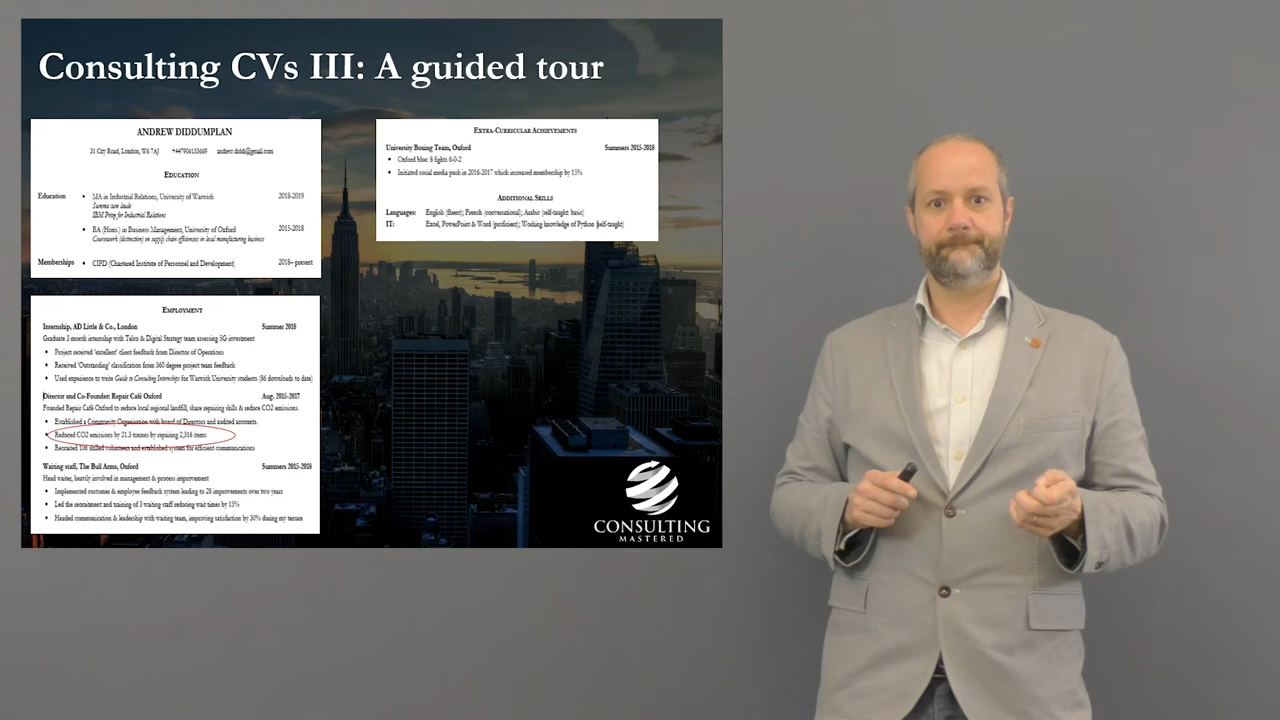 Consulting CVs III: A guided tour
ANDREW DIDDUMPLAN
31 City Road, London, W6 7AJ +447906153669 andrew.diddi@gmail.com
EDUCATION
Education • MA in Industrial Relations, University of Warwick 2018-2019
Summa cum laude
IBM Prize for Industrial Relations
• BA (Hons.) in Business Management, University of Oxford 2015-2018
Coursework (distinction) on supply chain efficiencies in local manufacturing business
Memberships • CIPD (Chartered Institute of Personnel and Development) 2018– present
EMPLOYMENT
Internship, AD Little & Co., London Summer 2018
Graduate 3 month internship with Telco & Digital Strategy team assessing 5G investment
• Project received 'excellent' client feedback from Director of Operations
• Received 'Outstanding' classification from 360 degree project team feedback
• Used experience to write Guide to Consulting Internships for Warwick University students (86 downloads to date)
Director and Co-Founder: Repair Café Oxford Aug. 2015-2017
Founded Repair Café Oxford to reduce local regional landfill, share repairing skills & reduce CO2 emissions.
• Established a Community Organisation with board of Directors and audited accounts.
• Reduced CO2 emissions by 21.5 tonnes by repairing 2,316 items
• Recruited 106 skilled volunteers and established system for efficient communications
Waiting staff, The Bull Arms, Oxford Summers 2015-2018
Head waiter, heavily involved in management & process improvement
• Implemented customer & employee feedback system leading to 28 improvements over two years
• Led the recruitment and training of 3 waiting staff reducing wait times by 15%
• Headed communication & leadership with waiting team, improving satisfaction by 30% during my tenure
EXTRA-CURRICULAR ACHIEVEMENTS
University Boxing Team, Oxford Summers 2015-2018
• Oxford blue: 8 fights 6-0-2
• Initiated social media push in 2016-2017 which increased membership by 15%
ADDITIONAL SKILLS
Languages: English (fluent); French (conversational); Arabic (self-taught: basic)
IT: Excel, PowerPoint & Word (proficient); Working knowledge of Python (self-taught)
CONSULTING
MASTERED